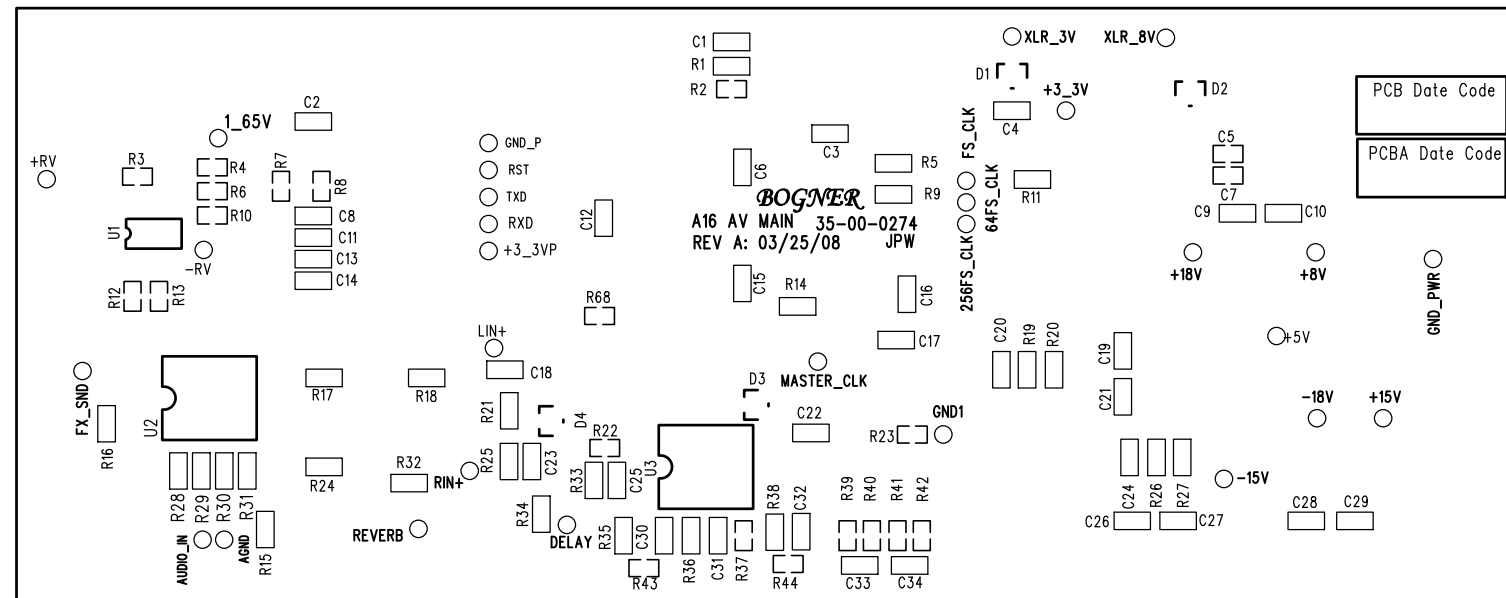 C1
XLR_3V
XLR_8V
R1
D1
R2
+3_3V
D2
PCB Date Code
C2
1_65V
C4
C3
FS_CLK
C5
PCBA Date Code
GND_P
+RV
R3
R4
R7
R8
RST
C6
R5
64FS_CLK
R11
C7
R6
TXD
BOGNER
R9
C9
C10
R10
C8
RXD
C12
A16 AV MAIN 35-00-0274
U1
C11
REV A: 03/25/08 JPW
+3_3VP
256FS_CLK
-RV
C13
C14
+18V
+8V
GND_PWR
R12
R13
R68
C15
R14
C16
LIN+
C17
C20
R19
R20
C19
+5V
C18
MASTER_CLK
FX_SND
R17
R18
D3
C21
-18V
+15V
U2
R16
R21
D4
C22
GND1
R22
R23
R25
C23
R33
C25
U3
R24
R32
RIN+
C24
R26
R27
-15V
R28
R29
R30
R31
R34
R38
C32
R39
R40
R41
R42
C26
C27
C28
C29
AUDIO_IN
AGND
R15
REVERB
DELAY
R35
C30
R36
C31
R37
R43
R44
C33
C34